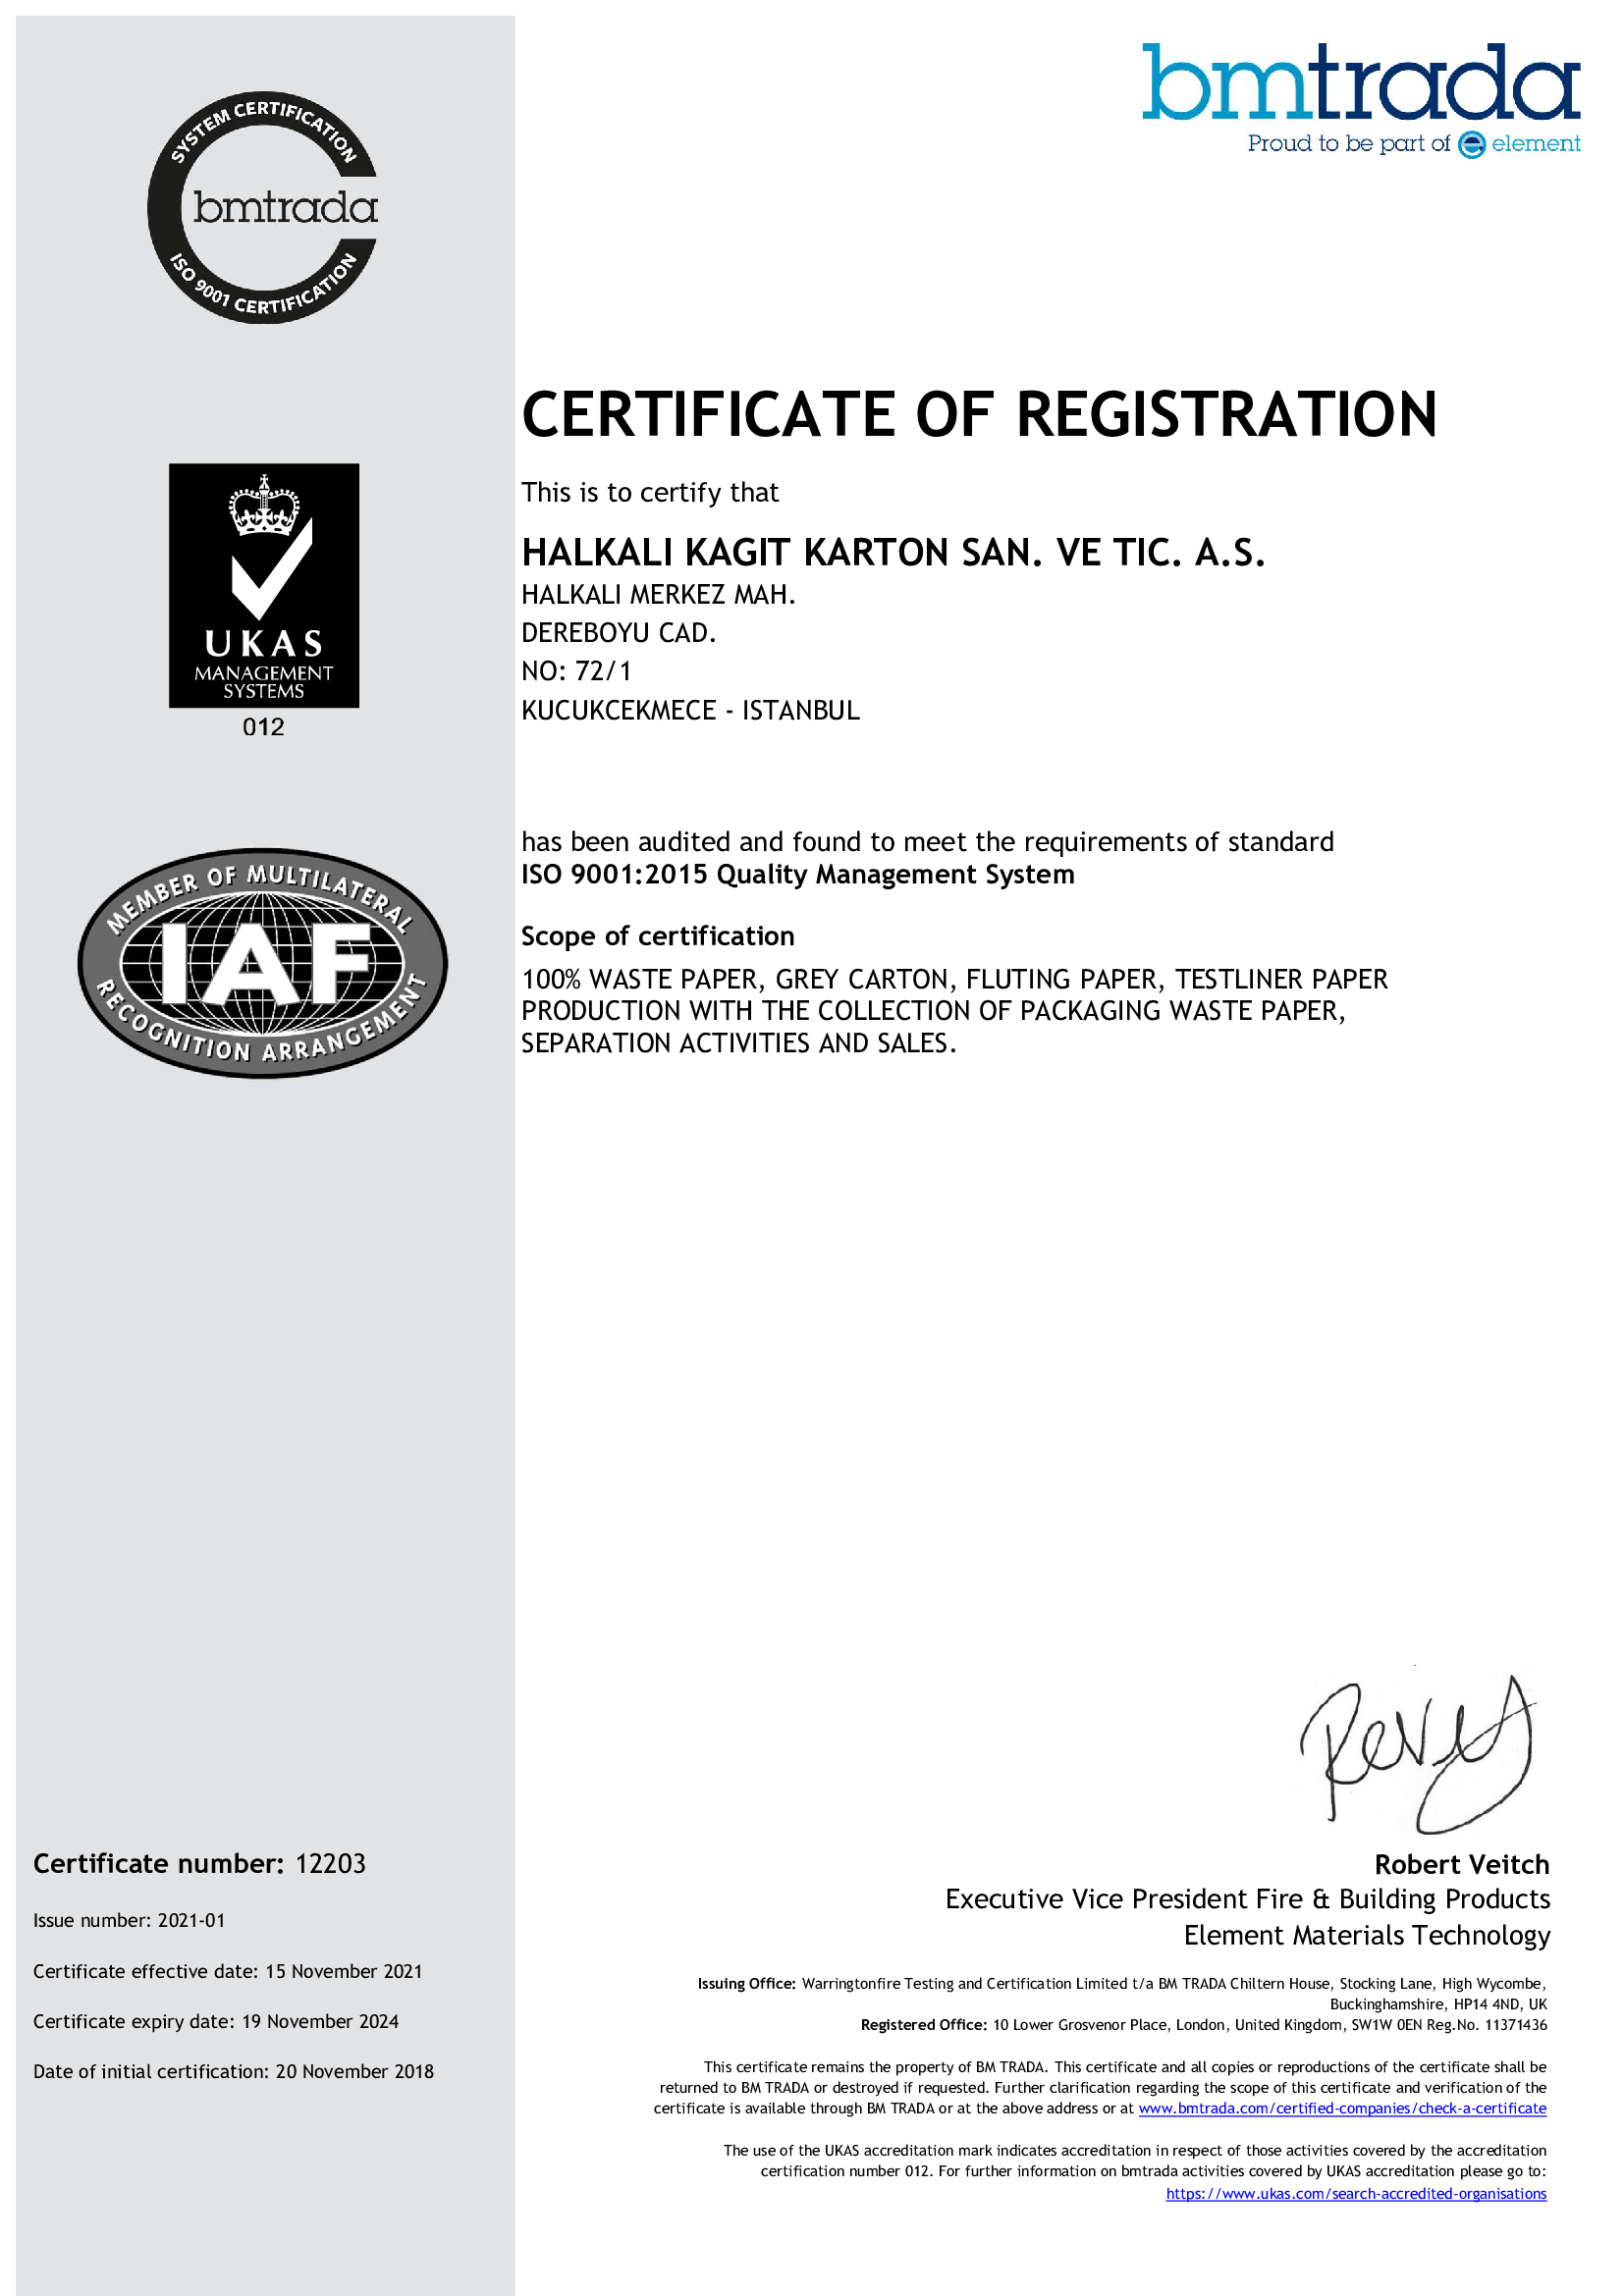 SYSTEM CERTIFICATION
bmtrada
ISO 9001 CERTIFICATION
bmtrada
Proud to be part of e element
CERTIFICATE OF REGISTRATION
This is to certify that
HALKALI KAGIT KARTON SAN. VE TIC. A.S.
HALKALI MERKEZ MAH.
DEREBOYU CAD.
NO: 72/1
KUCUKCEKMECE - ISTANBUL
UKAS
MANAGEMENT
SYSTEMS
012
has been audited and found to meet the requirements of standard
ISO 9001:2015 Quality Management System
Scope of certification
100% WASTE PAPER, GREY CARTON, FLUTING PAPER, TESTLINER PAPER
PRODUCTION WITH THE COLLECTION OF PACKAGING WASTE PAPER,
SEPARATION ACTIVITIES AND SALES.
MEMBER OF MULTILATERAL
IAF
RECOGNITION ARRANGEMENT
Certificate number: 12203
Issue number: 2021-01
Certificate effective date: 15 November 2021
Certificate expiry date: 19 November 2024
Date of initial certification: 20 November 2018
Robert Veitch
Executive Vice President Fire & Building Products
Element Materials Technology
Issuing Office: Warringtonfire Testing and Certification Limited t/a BM TRADA Chiltern House, Stocking Lane, High Wycombe,
Buckinghamshire, HP14 4ND, UK
Registered Office: 10 Lower Grosvenor Place, London, United Kingdom, SW1W 0EN Reg.No. 11371436
This certificate remains the property of BM TRADA. This certificate and all copies or reproductions of the certificate shall be
returned to BM TRADA or destroyed if requested. Further clarification regarding the scope of this certificate and verification of the
certificate is available through BM TRADA or at the above address or at www.bmtrada.com/certified-companies/check-a-certificate
The use of the UKAS accreditation mark indicates accreditation in respect of those activities covered by the accreditation
certification number 012. For further information on bmtrada activities covered by UKAS accreditation please go to:
https://www.ukas.com/search-accredited-organisations